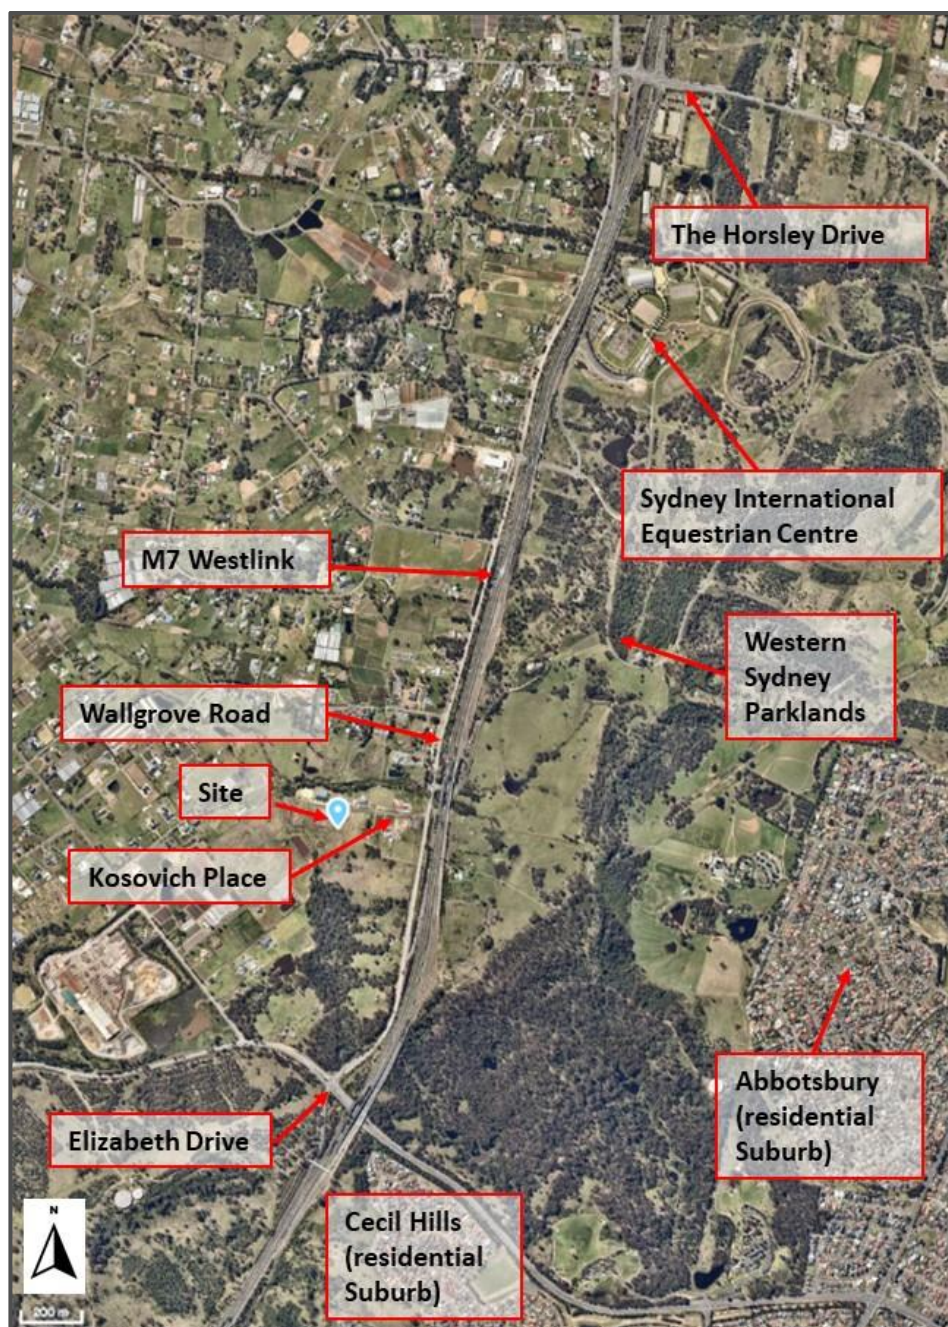 The Horsley Drive
Sydney International
Equestrian Centre
M7 Westlink
Western
Sydney
Parklands
Wallgrove Road
Site
Kosovich Place
Abbotsbury
(residential
Suburb)
Elizabeth Drive
Cecil Hills
(residential
Suburb)
N
200 m